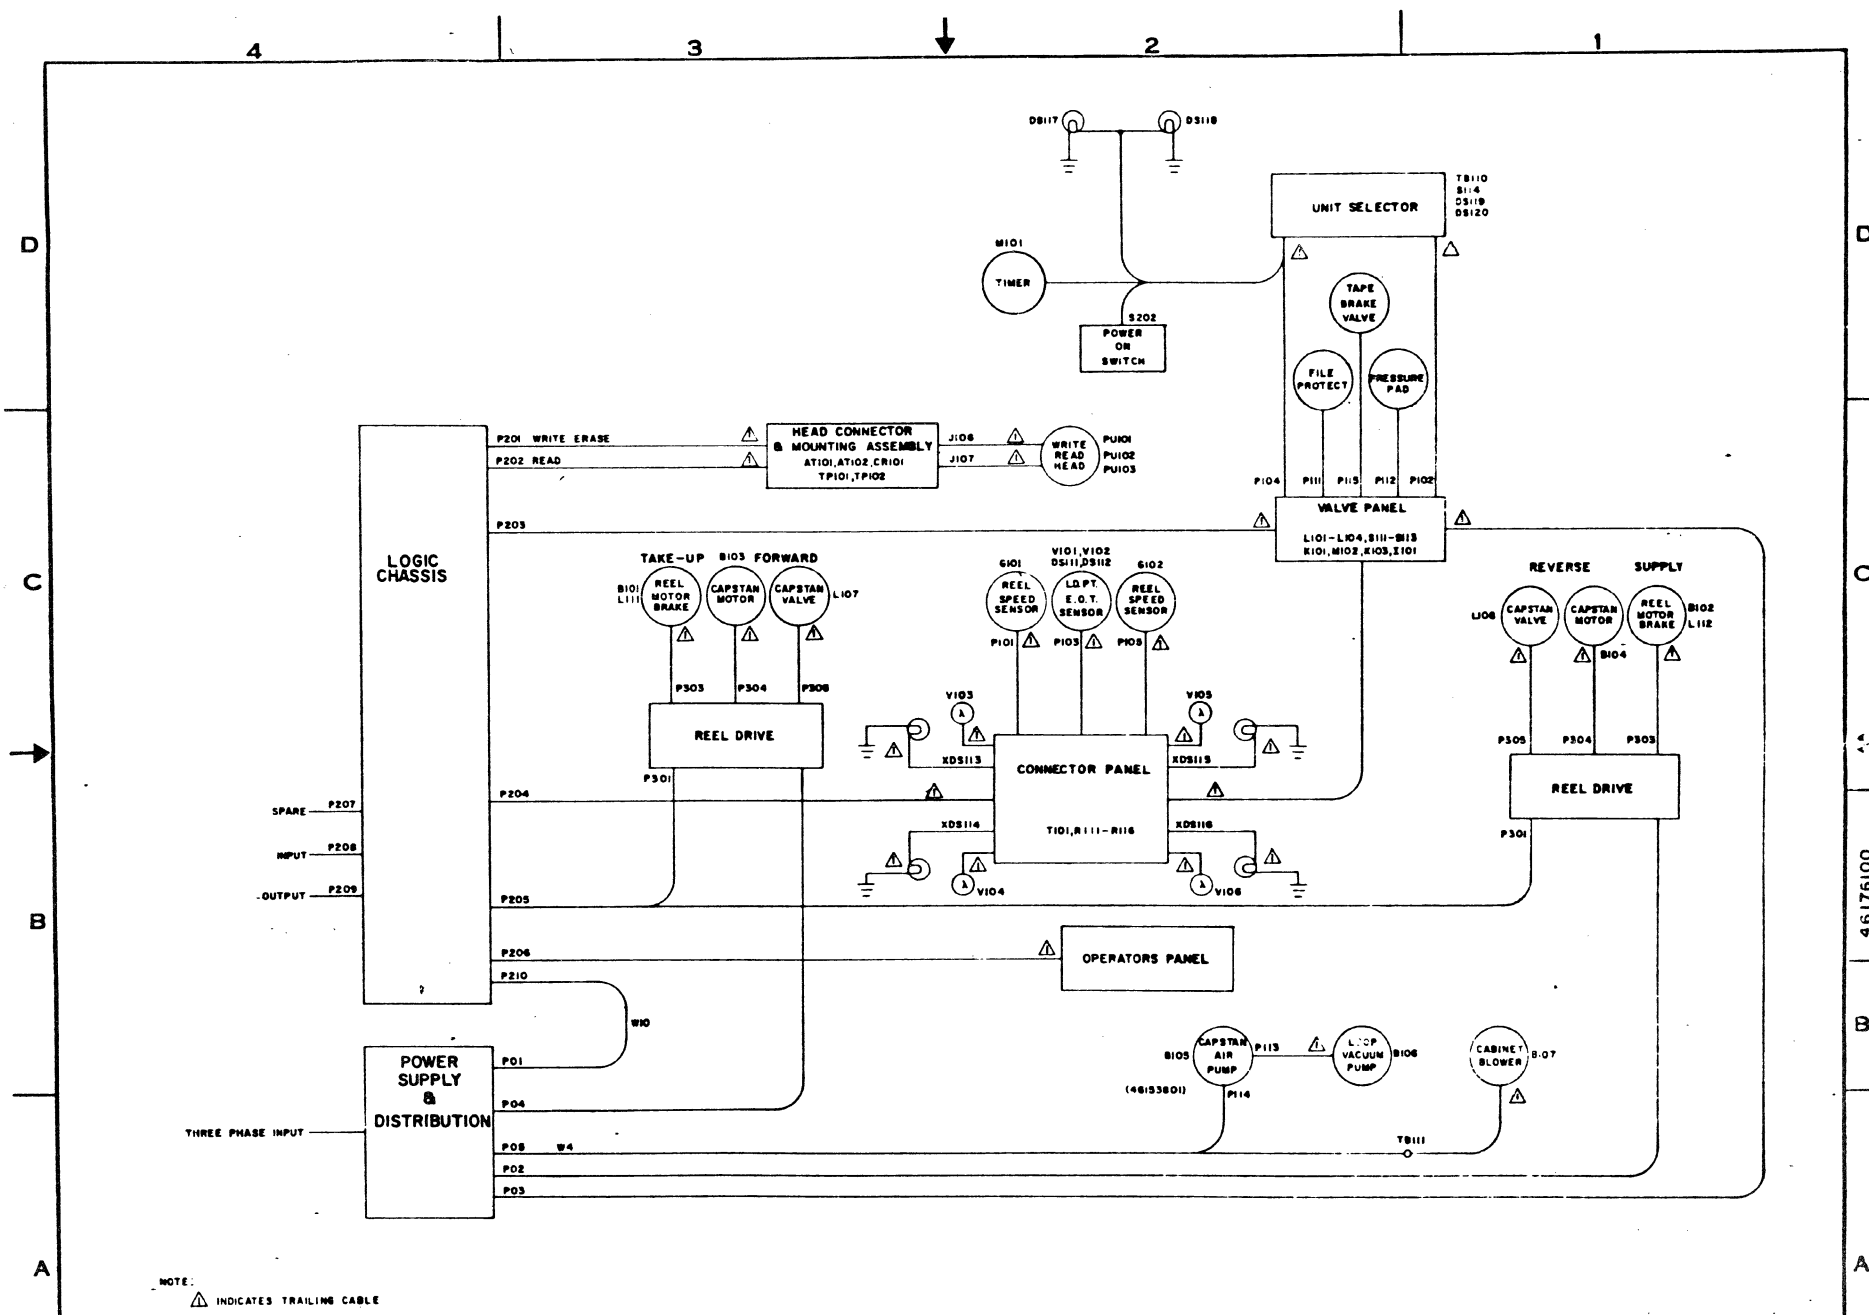 4
3
2
1
DS117
DS118
UNIT SELECTOR
TB110
S114
DS119
DS120
D
D
M101
TIMER
TAPE
BRAKE
VALVE
S202
POWER
ON
SWITCH
FILE
PROTECT
PRESSURE
PAD
P201 WRITE ERASE
P202 READ
HEAD CONNECTOR
& MOUNTING ASSEMBLY
AT101,AT102,CR101
TP101,TP102
J106
J107
WRITE
READ
HEAD
PU101
PU102
PU103
P104
P111
P115
P112
P102
P203
VALVE PANEL
L101-L104,S111-S113
K101,M102,K103,Z101
LOGIC
CHASSIS
C
C
TAKE-UP
B103
FORWARD
B101
L111
REEL
MOTOR
BRAKE
CAPSTAN
MOTOR
CAPSTAN
VALVE
L107
G101
REEL
SPEED
SENSOR
V101,V102
DS111,DS112
LD.PT.
E.O.T.
SENSOR
G102
REEL
SPEED
SENSOR
REVERSE
SUPPLY
L108
CAPSTAN
VALVE
CAPSTAN
MOTOR
B104
REEL
MOTOR
BRAKE
B102
L112
P101
P103
P105
P303
P304
P305
REEL DRIVE
P301
V103
V105
XDS113
XDS115
CONNECTOR PANEL
T101,R111-R116
XDS114
XDS116
V104
V106
P305
P304
P303
REEL DRIVE
P301
P204
SPARE
P207
INPUT
P208
OUTPUT
P209
P205
B
46176100
P206
P210
OPERATORS PANEL
W10
B
POWER
SUPPLY
&
DISTRIBUTION
P01
P04
B105
CAPSTAN
AIR
PUMP
P113
(46153801)
P114
VACUUM
PUMP
B106
CABINET
BLOWER
B107
THREE PHASE INPUT
P05
W4
TB111
P02
P03
A
A
NOTE:
1 INDICATES TRAILING CABLE